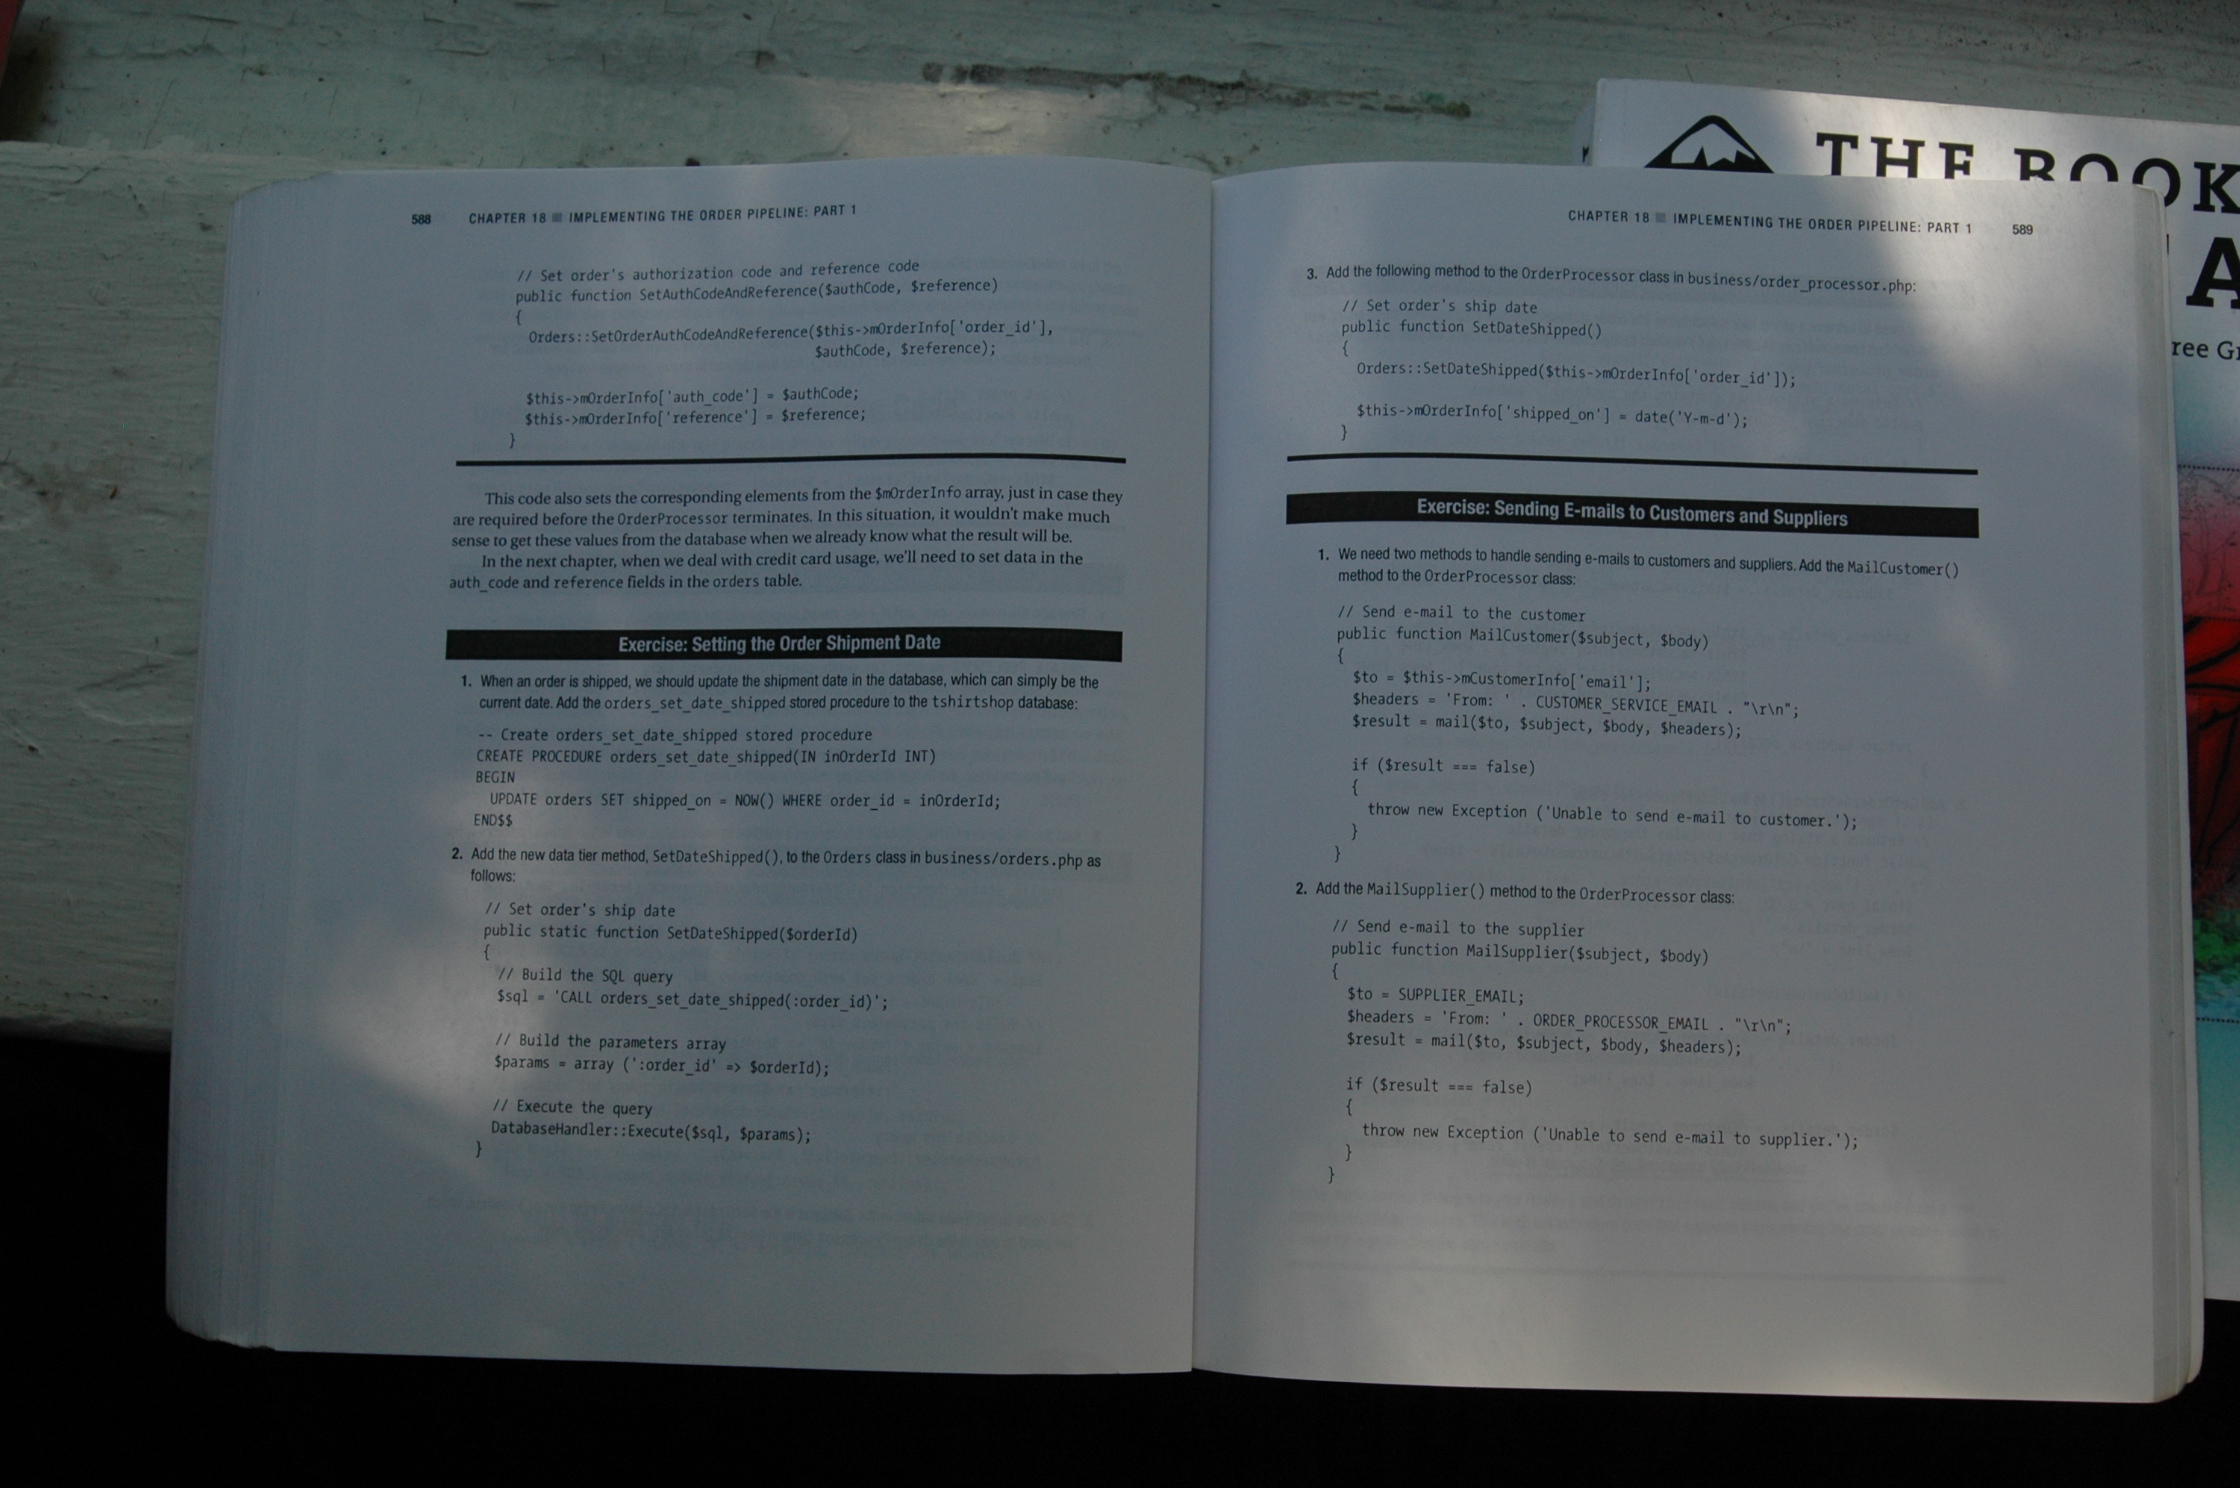 588 CHAPTER 18 ■ IMPLEMENTING THE ORDER PIPELINE: PART 1
// Set order's authorization code and reference code
public function SetAuthCodeAndReference($authCode, $reference)
{
Orders::SetOrderAuthCodeAndReference($this->mOrderInfo['order_id'],
$authCode, $reference);
$this->mOrderInfo['auth_code'] = $authCode;
$this->mOrderInfo['reference'] = $reference;
}
This code also sets the corresponding elements from the $mOrderInfo array, just in case they
are required before the OrderProcessor terminates. In this situation, it wouldn't make much
sense to get these values from the database when we already know what the result will be.
In the next chapter, when we deal with credit card usage, we'll need to set data in the
auth_code and reference fields in the orders table.
Exercise: Setting the Order Shipment Date
1. When an order is shipped, we should update the shipment date in the database, which can simply be the
current date. Add the orders_set_date_shipped stored procedure to the tshirtshop database:
-- Create orders_set_date_shipped stored procedure
CREATE PROCEDURE orders_set_date_shipped(IN inOrderId INT)
BEGIN
UPDATE orders SET shipped_on = NOW() WHERE order_id = inOrderId;
END$$
2. Add the new data tier method, SetDateShipped(), to the Orders class in business/orders.php as
follows:
// Set order's ship date
public static function SetDateShipped($orderId)
{
// Build the SQL query
$sql = 'CALL orders_set_date_shipped(:order_id)';
// Build the parameters array
$params = array (':order_id' => $orderId);
// Execute the query
DatabaseHandler::Execute($sql, $params);
}
CHAPTER 18 ■ IMPLEMENTING THE ORDER PIPELINE: PART 1 589
3. Add the following method to the OrderProcessor class in business/order_processor.php:
// Set order's ship date
public function SetDateShipped()
{
Orders::SetDateShipped($this->mOrderInfo['order_id']);
$this->mOrderInfo['shipped_on'] = date('Y-m-d');
}
Exercise: Sending E-mails to Customers and Suppliers
1. We need two methods to handle sending e-mails to customers and suppliers. Add the MailCustomer()
method to the OrderProcessor class:
// Send e-mail to the customer
public function MailCustomer($subject, $body)
{
$to = $this->mCustomerInfo['email'];
$headers = 'From: ' . CUSTOMER_SERVICE_EMAIL . "\r\n";
$result = mail($to, $subject, $body, $headers);
if ($result === false)
{
throw new Exception ('Unable to send e-mail to customer.');
}
}
2. Add the MailSupplier() method to the OrderProcessor class:
// Send e-mail to the supplier
public function MailSupplier($subject, $body)
{
$to = SUPPLIER_EMAIL;
$headers = 'From: ' . ORDER_PROCESSOR_EMAIL . "\r\n";
$result = mail($to, $subject, $body, $headers);
if ($result === false)
{
throw new Exception ('Unable to send e-mail to supplier.');
}
}
THE BOOK
A
ree Gr